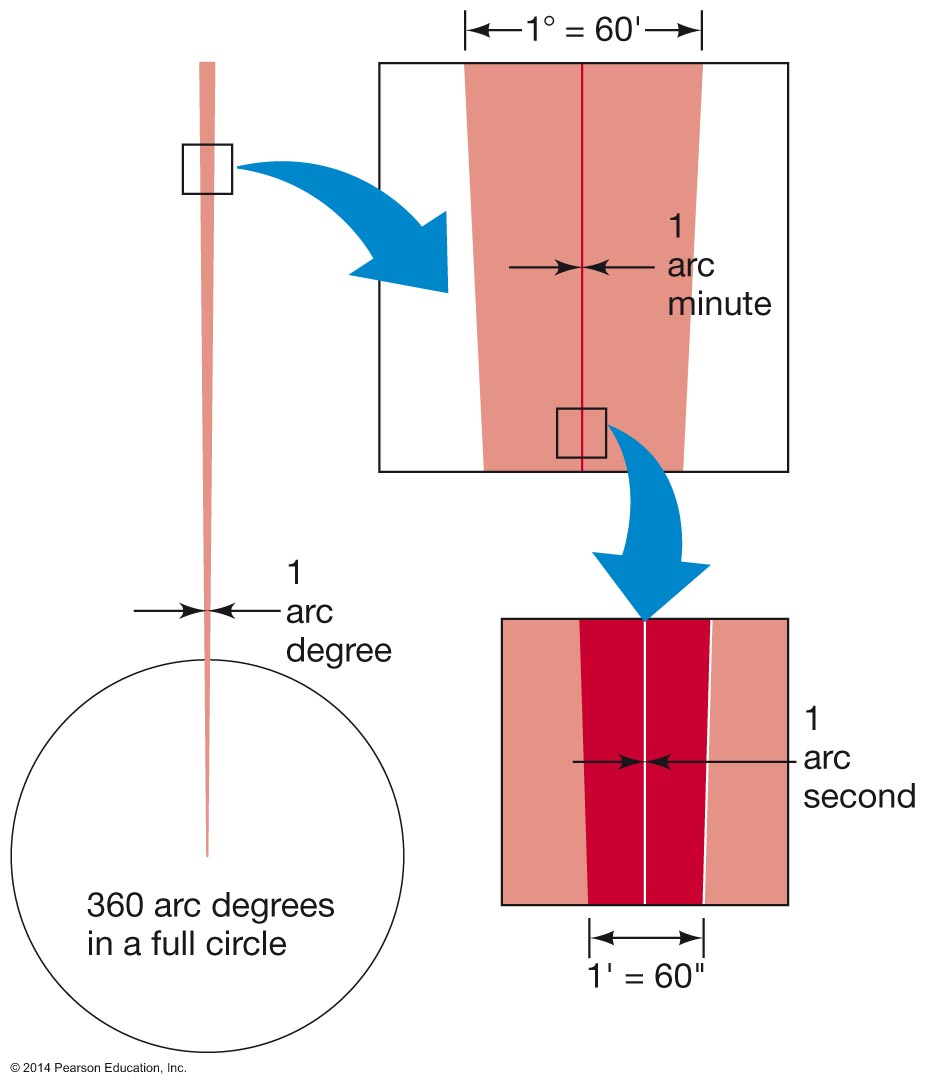 1° = 60'
1
arc
minute
1
arc
degree
1
arc
second
360 arc degrees
in a full circle
1' = 60"
© 2014 Pearson Education, Inc.